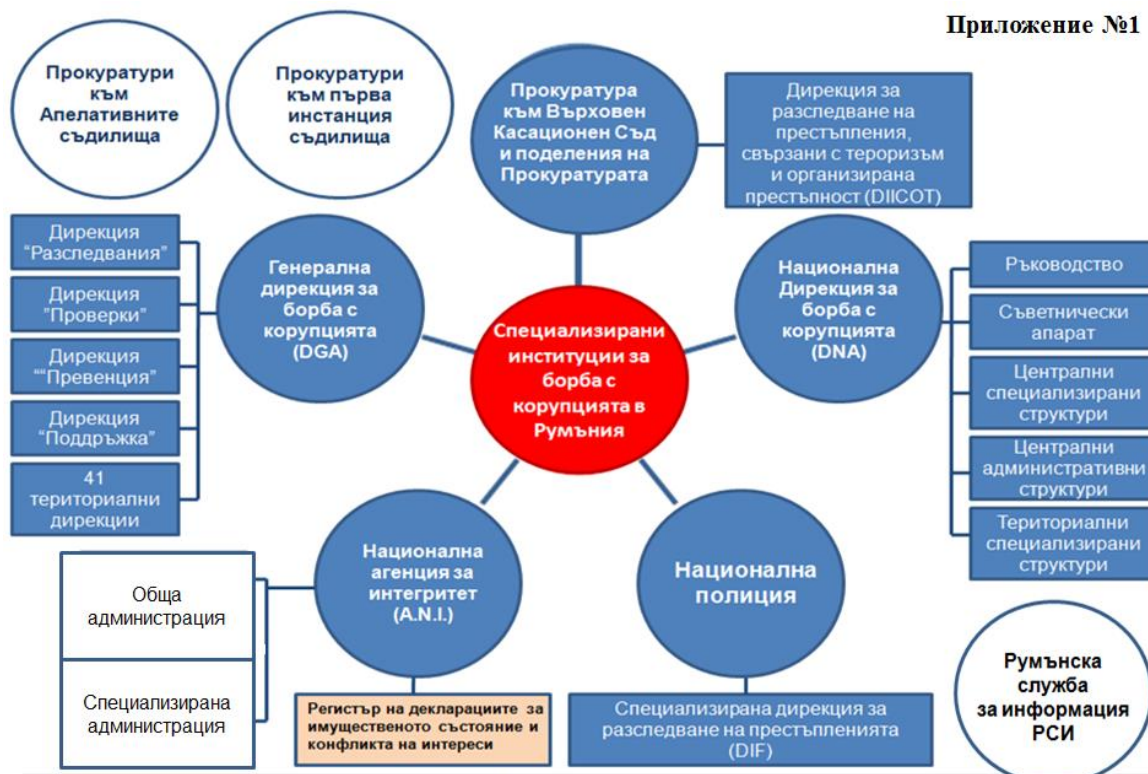 Приложение №1
Прокуратури
към
Апелативните
съдилища
Прокуратури
към първа
инстанция
съдилища
Прокуратура
към Върховен
Касационен Съд
и поделения на
Прокуратурата
Дирекция за
разследване на
престъпления,
свързани с тероризъм
и организирана
престъпност (DIICOT)
Дирекция
“Разследвания”
Дирекция
”Проверки”
Дирекция
““Превенция”
Дирекция
“Поддръжка”
41
териториални
дирекции
Генерална
дирекция за
борба с
корупцията
(DGA)
Специализирани
институции за
борба с
корупцията в
Румъния
Национална
Дирекция за
борба с
корупцията
(DNA)
Ръководство
Съветнически
апарат
Централни
специализирани
структури
Централни
административни
структури
Териториални
специализирани
структури
Обща
администрация
Специализирана
администрация
Национална
агенция за
интегритет
(A.N.I.)
Регистър на декларациите за
имущественото състояние и
конфликта на интереси
Национална
полиция
Специализирана дирекция за
разследване на престъпленията
(DIF)
Румънска
служба
за информация
РСИ